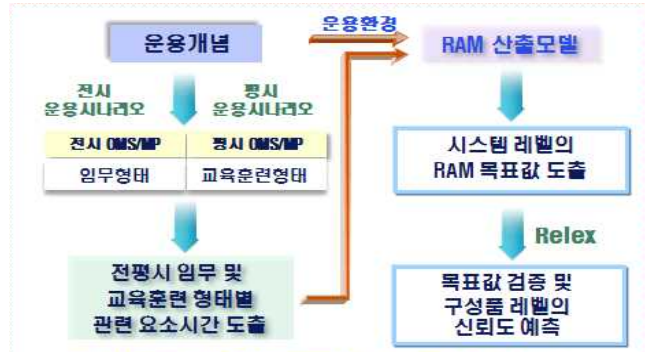 운용개념
운용환경
RAM 산출모델
전시
운용시나리오
평시
운용시나리오
전시 OMS/MP
평시 OMS/MP
임무형태
교육훈련형태
전평시 임무 및
교육훈련 형태별
관련 요소시간 도출
시스템 레벨의
RAM 목표값 도출
Relex
목표값 검증 및
구성품 레벨의
신뢰도 예측